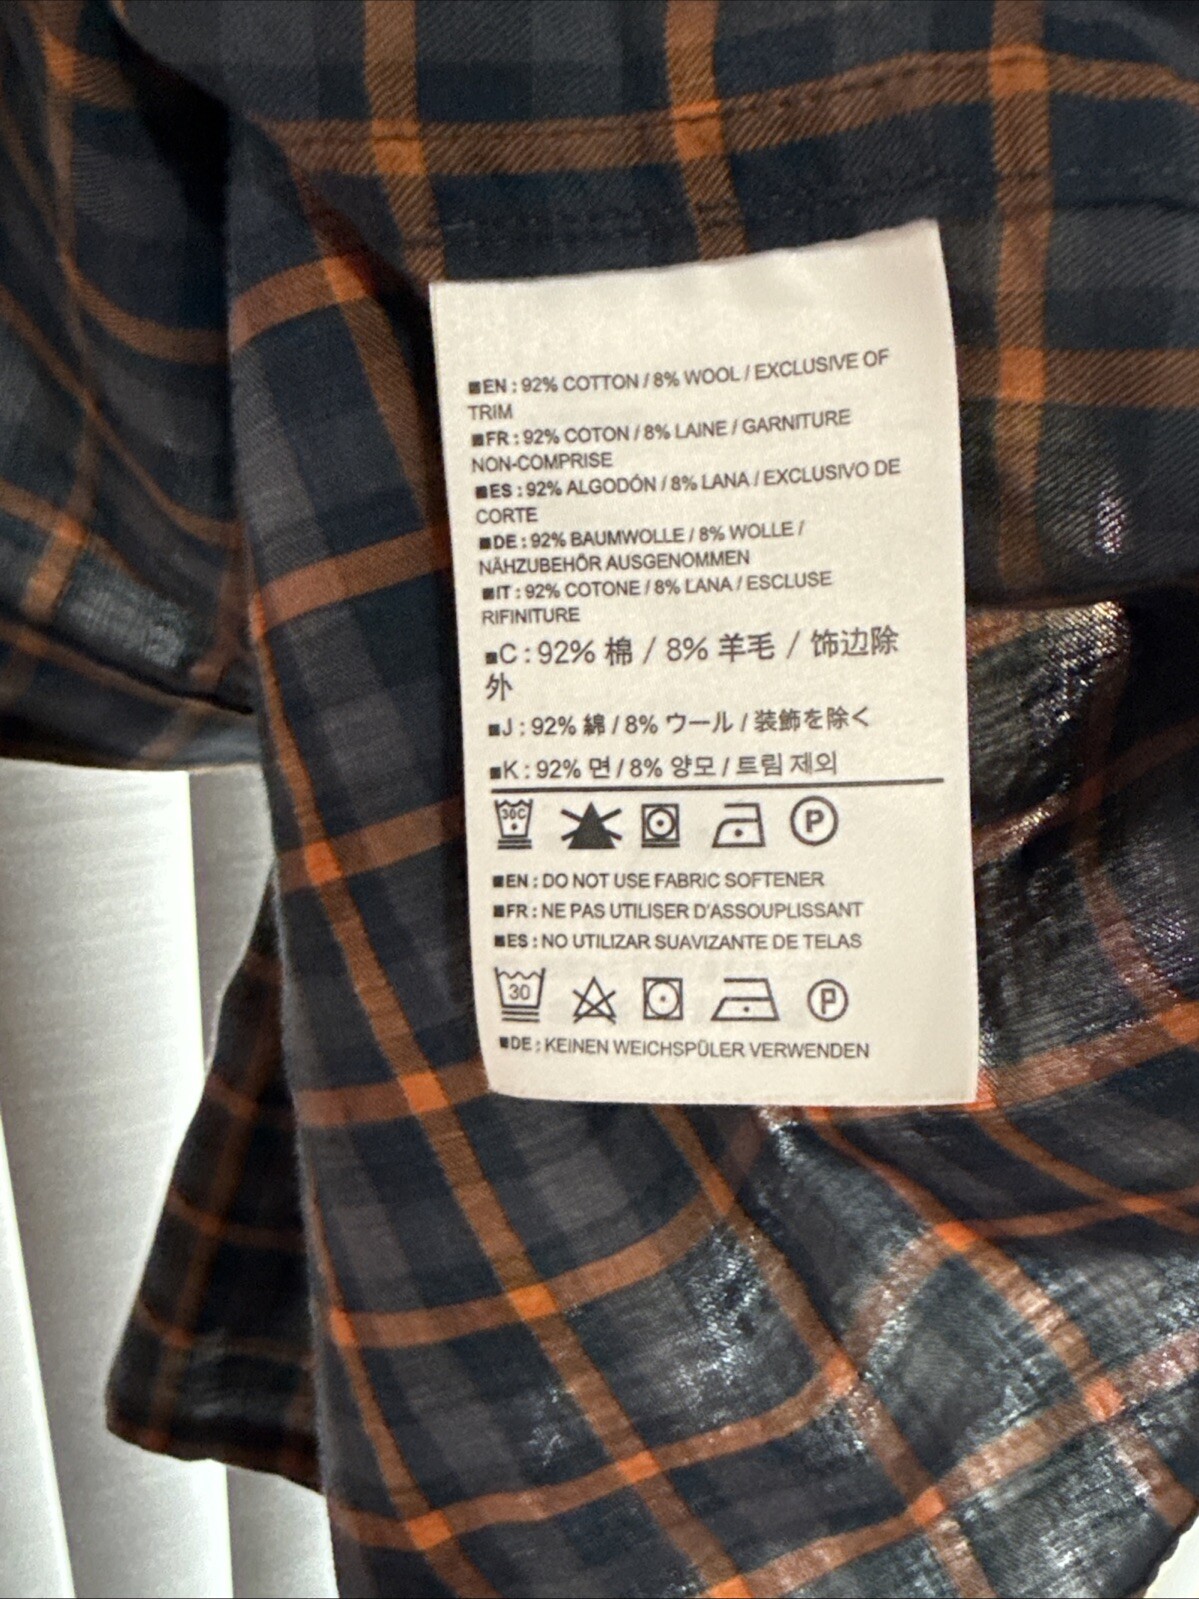 ■EN : 92% COTTON / 8% WOOL / EXCLUSIVE OF
TRIM
■FR : 92% COTON / 8% LAINE / GARNITURE
NON-COMPRISE
■ES : 92% ALGODÓN / 8% LANA / EXCLUSIVO DE
CORTE
■DE : 92% BAUMWOLLE / 8% WOLLE /
NÄHZUBEHÖR AUSGENOMMEN
■IT : 92% COTONE / 8% LANA / ESCLUSE
RIFINITURE
■C : 92% 棉 / 8% 羊毛 / 饰边除
外
■J : 92% 綿 / 8% ウール / 装飾を除く
■K : 92% 면 / 8% 양모 / 트림 제외
30C P
■EN : DO NOT USE FABRIC SOFTENER
■FR : NE PAS UTILISER D'ASSOUPLISSANT
■ES : NO UTILIZAR SUAVIZANTE DE TELAS
30 P
■DE : KEINEN WEICHSPÜLER VERWENDEN